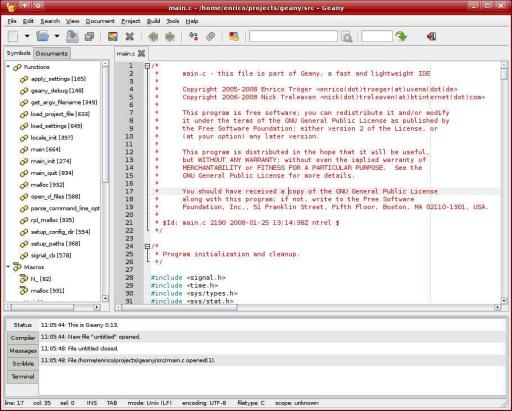 main.c - /home/enrico/projects/geany/src - Geany
File Edit Search View Document Project Build Tools Help
Symbols Documents
main.c
Functions
apply_settings [165]
geany_debug [148]
get_argv_filename [349]
load_project_file [633]
load_settings [649]
locale_init [397]
main [664]
main_init [274]
main_quit [834]
malloc [932]
open_cl_files [588]
parse_command_line_opt
rpl_malloc [935]
setup_config_dir [554]
setup_paths [368]
signal_cb [578]
Macros
N_ [82]
malloc [931]
1 /*
2 * main.c - this file is part of Geany, a fast and lightweight IDE
3 *
4 * Copyright 2005-2008 Enrico Tröger <enrico(dot)troeger(at)uvena(dot)de>
5 * Copyright 2006-2008 Nick Treleaven <nick(dot)treleaven(at)btinternet(dot)com>
6 *
7 * This program is free software; you can redistribute it and/or modify
8 * it under the terms of the GNU General Public License as published by
9 * the Free Software Foundation; either version 2 of the License, or
10 * (at your option) any later version.
11 *
12 * This program is distributed in the hope that it will be useful,
13 * but WITHOUT ANY WARRANTY; without even the implied warranty of
14 * MERCHANTABILITY or FITNESS FOR A PARTICULAR PURPOSE. See the
15 * GNU General Public License for more details.
16 *
17 * You should have received a copy of the GNU General Public License
18 * along with this program; if not, write to the Free Software
19 * Foundation, Inc., 51 Franklin Street, Fifth Floor, Boston, MA 02110-1301, USA.
20 *
21 * $Id: main.c 2190 2008-01-25 13:14:38Z ntrel $
22 */
23
24 /*
25 * Program initialization and cleanup.
26 */
27
28 #include <signal.h>
29 #include <time.h>
30 #include <sys/types.h>
31 #include <sys/stat.h>
Status
Compiler
Messages
Scribble
Terminal
11:05:44: This is Geany 0.13.
11:05:44: New file "untitled" opened.
11:05:48: File untitled closed.
11:05:48: File /home/enrico/projects/geany/src/main.c opened(1).
line: 17 col: 35 sel: 0 INS TAB mode: Unix (LF) encoding: UTF-8 filetype: C scope: unknown